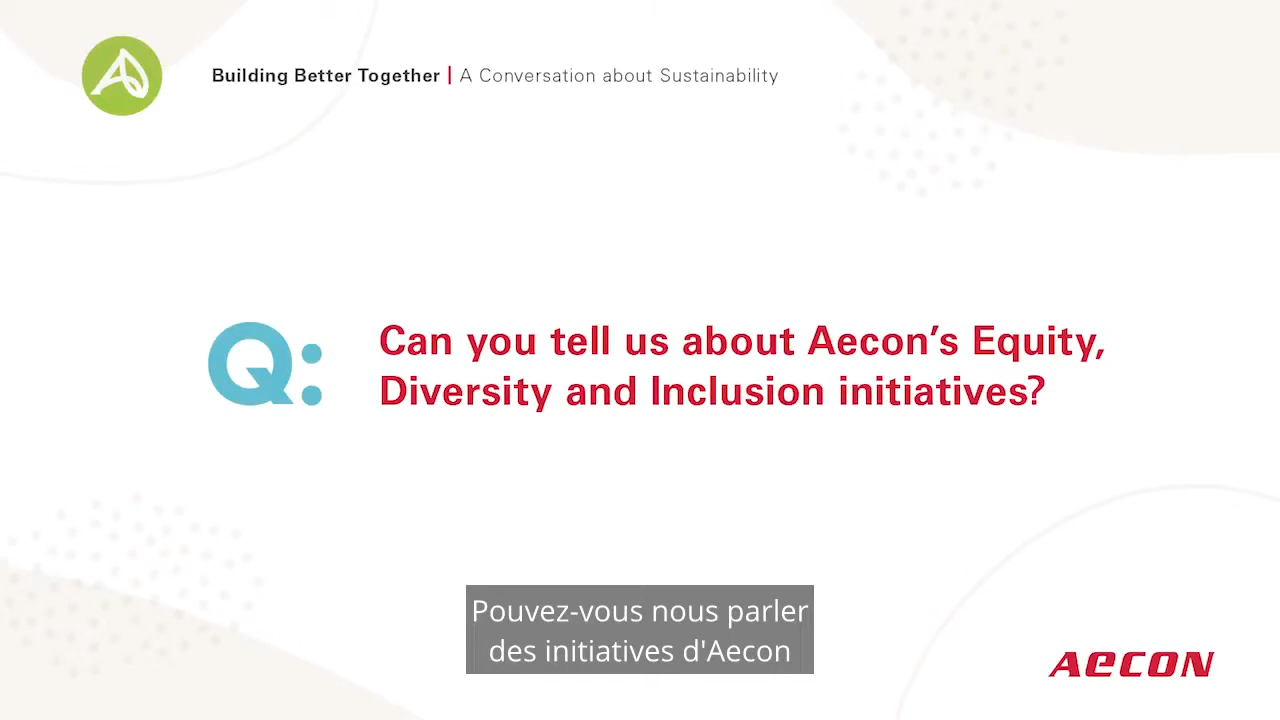 Building Better Together | A Conversation about Sustainability
Q:
Can you tell us about Aecon’s Equity,
Diversity and Inclusion initiatives?
Pouvez-vous nous parler
des initiatives d'Aecon
AECON